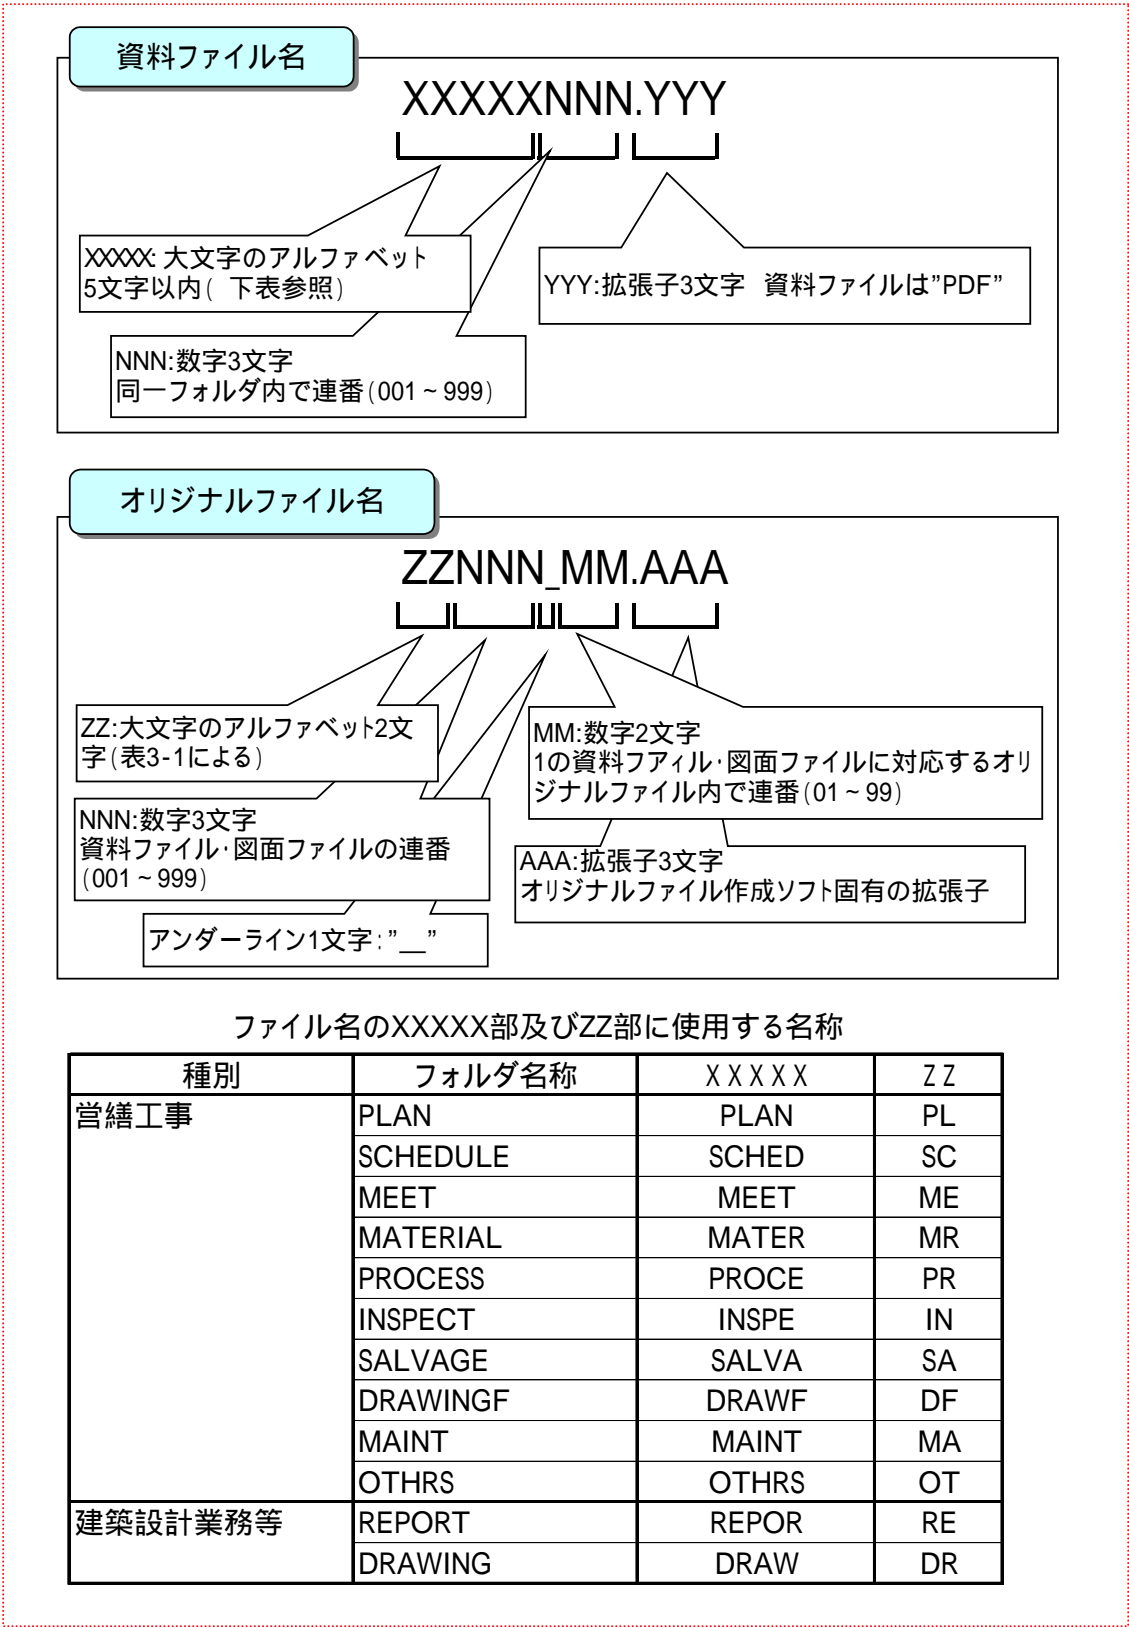 資料ファイル名
XXXXXNNN.YYY
XXXXX:大文字のアルファベット
5文字以内( 下表参照)
YYY:拡張子3文字 資料ファイルは”PDF”
NNN:数字3文字
同一フォルダ内で連番(001~999)
オリジナルファイル名
ZZNNN_MM.AAA
ZZ:大文字のアルファベット2文
字(表3-1による)
MM:数字2文字
1の資料フアィル・図面ファイルに対応するオリ
ジナルファイル内で連番(01~99)
NNN:数字3文字
資料ファイル・図面ファイルの連番
(001~999)
AAA:拡張子3文字
オリジナルファイル作成ソフト固有の拡張子
アンダーライン1文字:”__”
ファイル名のXXXXX部及びZZ部に使用する名称
種別 フォルダ名称 XXXXX ZZ
営繕工事 PLAN PLAN PL
SCHEDULE SCHED SC
MEET MEET ME
MATERIAL MATER MR
PROCESS PROCE PR
INSPECT INSPE IN
SALVAGE SALVA SA
DRAWINGF DRAWF DF
MAINT MAINT MA
OTHRS OTHRS OT
建築設計業務等 REPORT REPOR RE
DRAWING DRAW DR